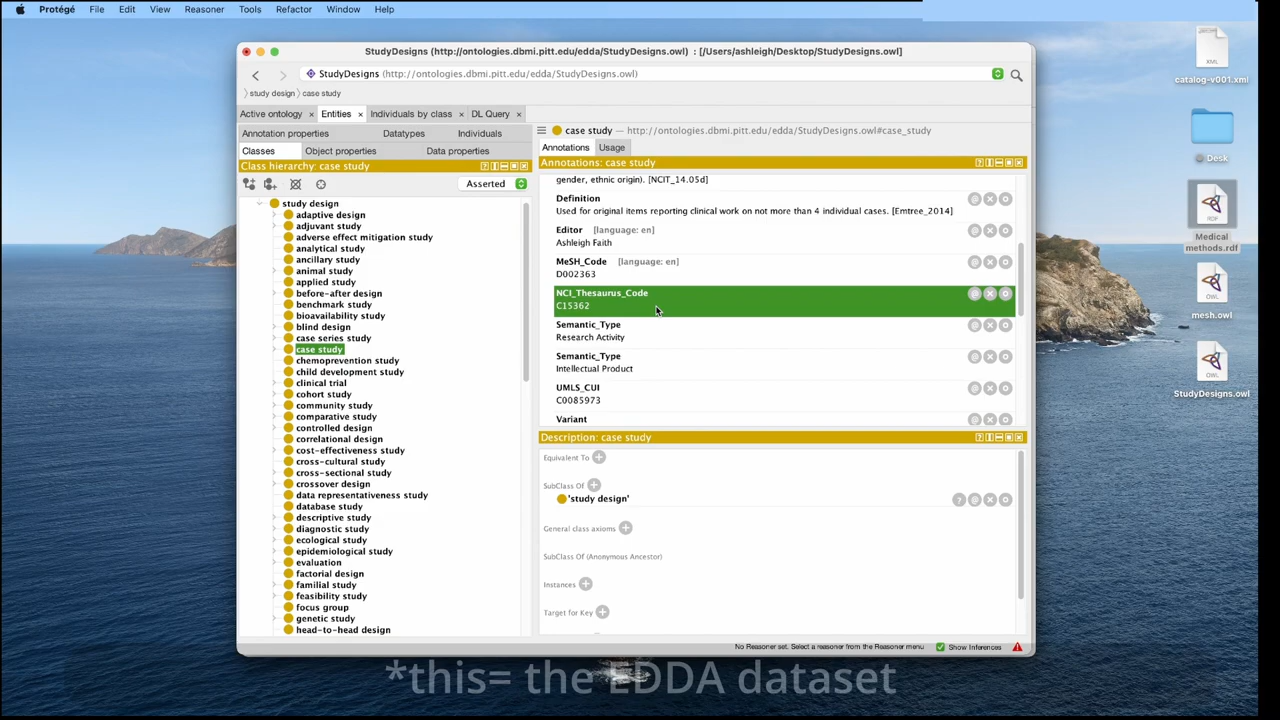 Protégé File Edit View Reasoner Tools Refactor Window Help
StudyDesigns (http://ontologies.dbmi.pitt.edu/edda/StudyDesigns.owl) : [/Users/ashleigh/Desktop/StudyDesigns.owl]
StudyDesigns (http://ontologies.dbmi.pitt.edu/edda/StudyDesigns.owl)
study design case study
Active ontology × Entities × Individuals by class × DL Query ×
Annotation properties Datatypes Individuals
Classes Object properties Data properties
Class hierarchy: case study
Asserted
study design
adaptive design
adjuvant study
adverse effect mitigation study
analytical study
ancillary study
animal study
applied study
before-after design
benchmark study
bioavailability study
blind design
case series study
case study
chemoprevention study
child development study
clinical trial
cohort study
community study
comparative study
controlled design
correlational design
cost-effectiveness study
cross-cultural study
cross-sectional study
crossover design
data representativeness study
database study
descriptive study
diagnostic study
ecological study
epidemiological study
evaluation
factorial design
familial study
feasibility study
focus group
genetic study
head-to-head design
case study — http://ontologies.dbmi.pitt.edu/edda/StudyDesigns.owl#case_study
Annotations Usage
Annotations: case study
gender, ethnic origin). [NCIT_14.05d]
Definition
Used for original items reporting clinical work on not more than 4 individual cases. [Emtree_2014]
Editor [language: en]
Ashleigh Faith
MeSH_Code [language: en]
D002363
NCI_Thesaurus_Code
C15362
Semantic_Type
Research Activity
Semantic_Type
Intellectual Product
UMLS_CUI
C0085973
Variant
Description: case study
Equivalent To
SubClass Of
'study design'
General class axioms
SubClass Of (Anonymous Ancestor)
Instances
Target for Key
No Reasoner set. Select a reasoner from the Reasoner menu Show Inferences
XML
catalog-v001.xml
Desk
RDF
Medical
methods.rdf
OWL
mesh.owl
OWL
StudyDesigns.owl
*this= the EDDA dataset